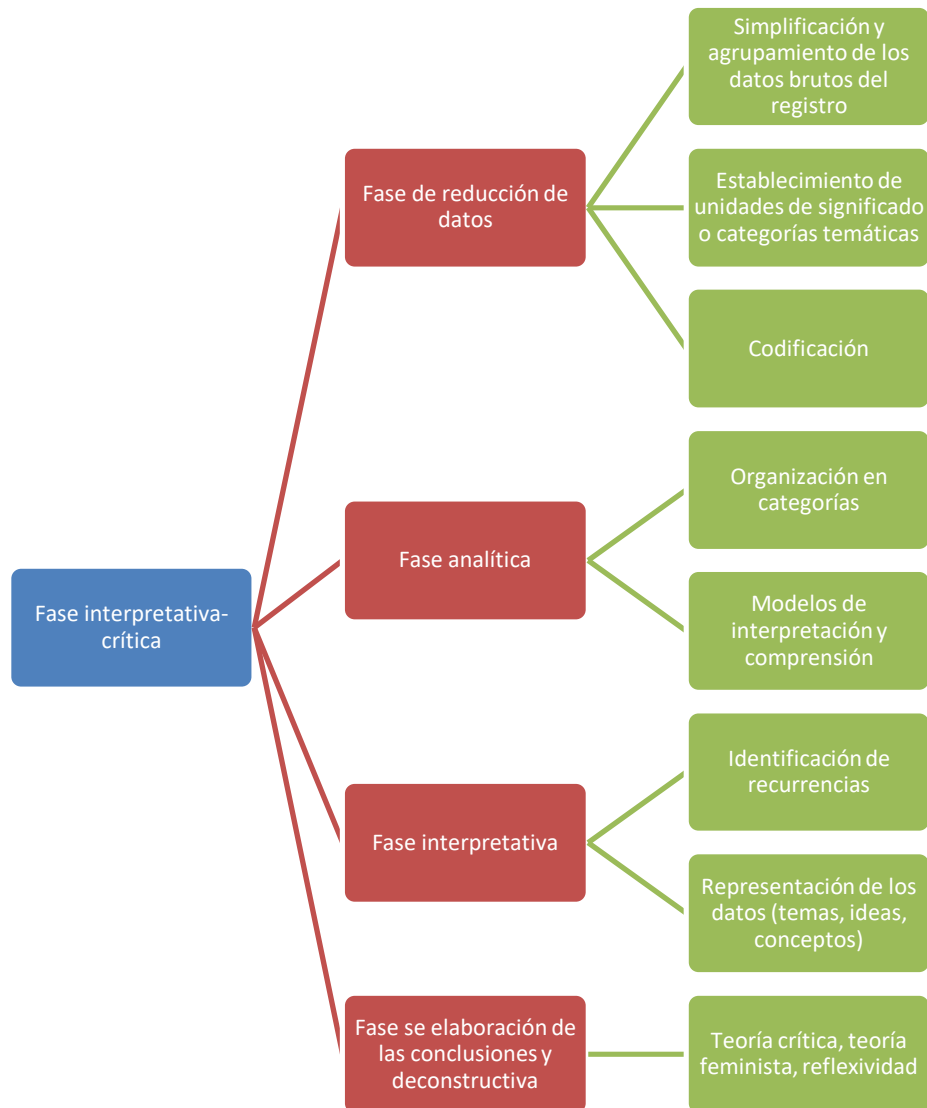 Simplificación y
agrupamiento de los
datos brutos del
registro
Fase de reducción de
datos
Establecimiento de
unidades de significado
o categorías temáticas
Codificación
Organización en
categorías
Fase analítica
Modelos de
interpretación y
comprensión
Fase interpretativa-
crítica
Identificación de
recurrencias
Fase interpretativa
Representación de los
datos (temas, ideas,
conceptos)
Fase se elaboración de
las conclusiones y
deconstructiva
Teoría crítica, teoría
feminista, reflexividad